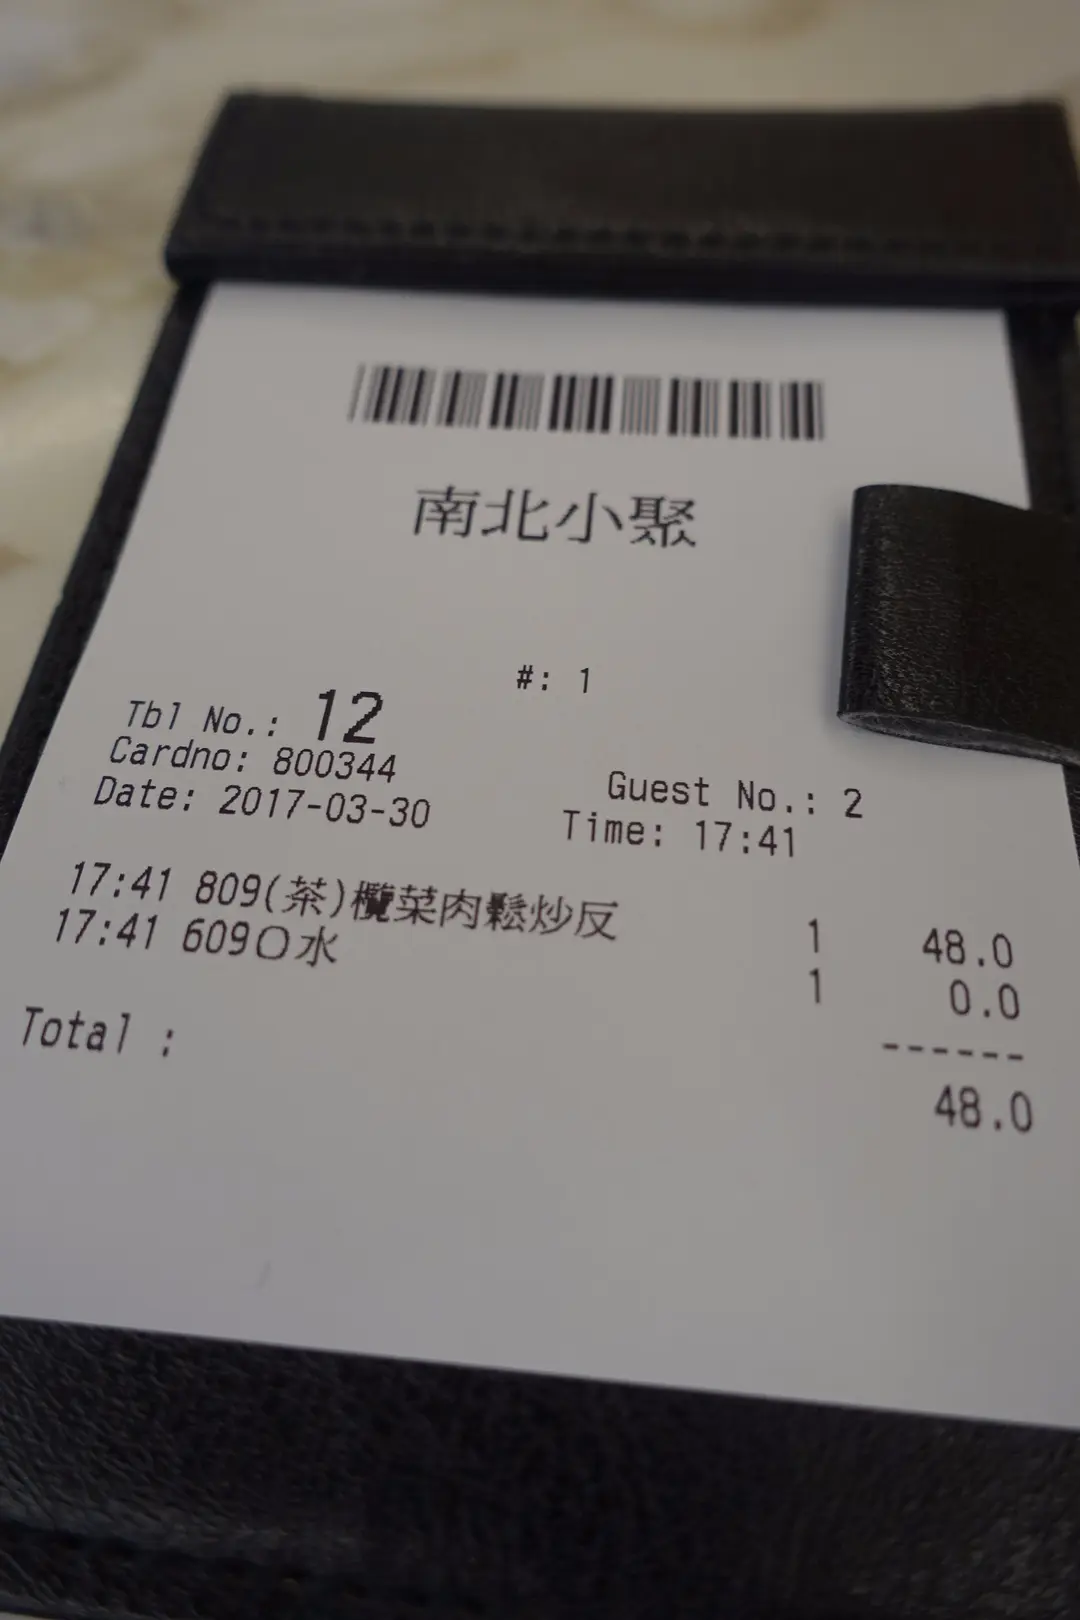 南北小聚
#: 1
Tbl No.: 12
Cardno: 800344 Guest No.: 2
Date: 2017-03-30 Time: 17:41
17:41 809(茶)欖菜肉鬆炒反 1 48.0
17:41 609〇水 1 0.0
------
Total : 48.0